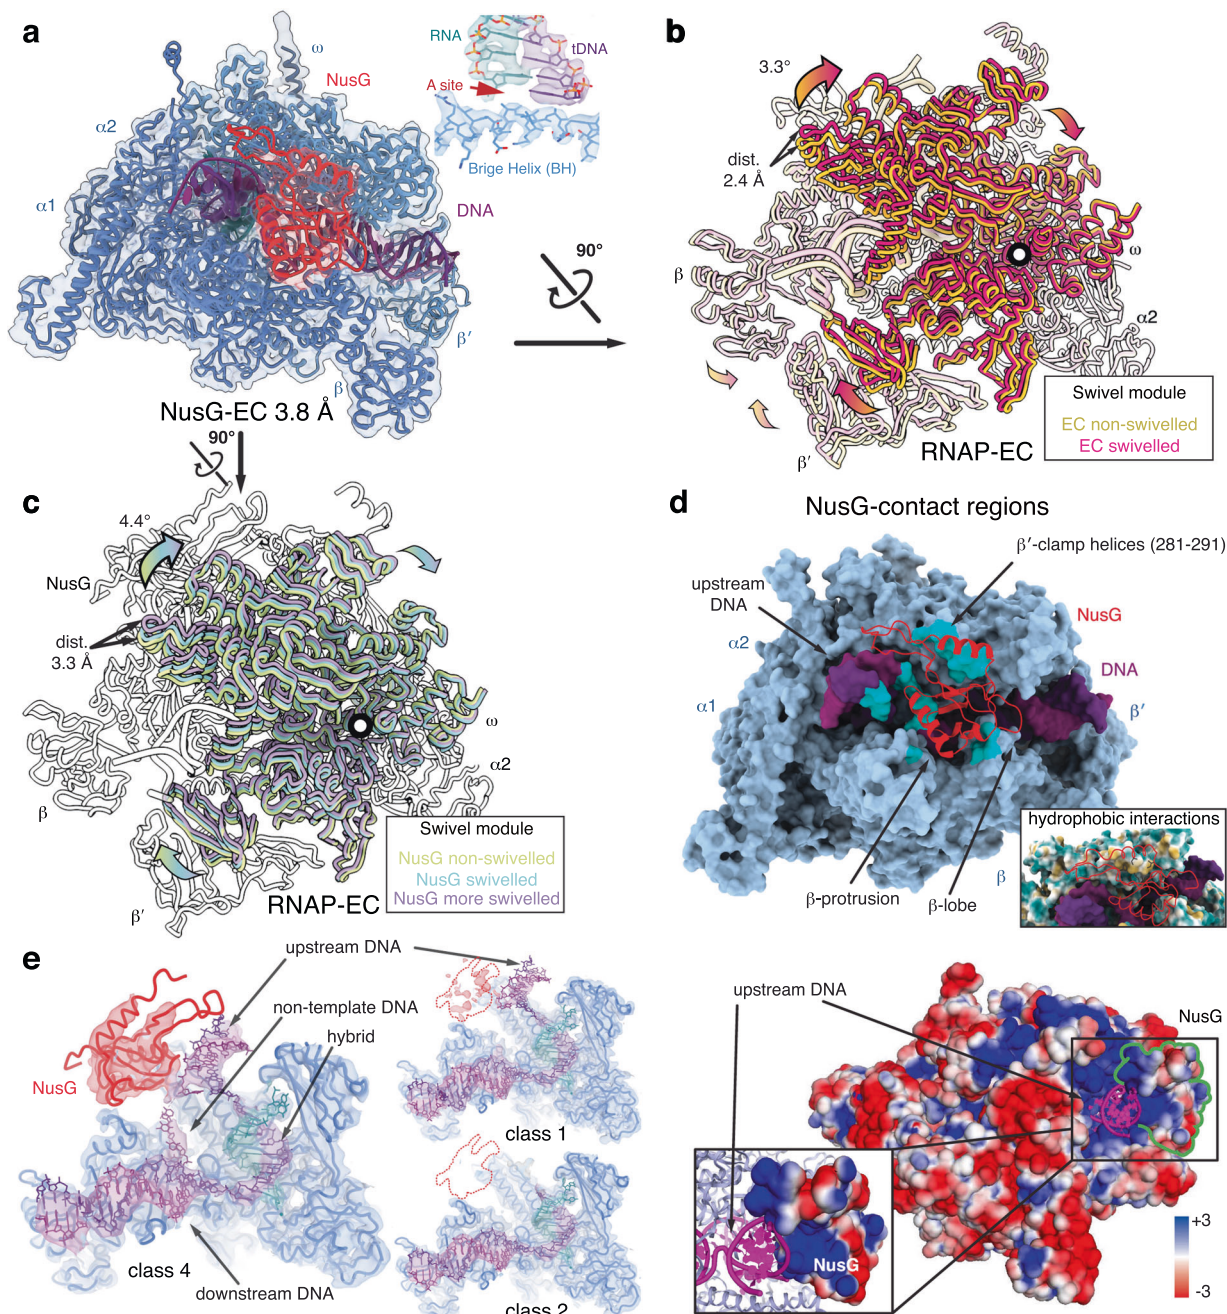 a
ω
NusG
α2
α1
DNA
β′
β
NusG-EC 3.8 Å
RNA
tDNA
A site
Brige Helix (BH)
90°
90°
b
3.3°
dist.
2.4 Å
β
ω
α2
β′
RNAP-EC
Swivel module
EC non-swivelled
EC swivelled
c
4.4°
NusG
dist.
3.3 Å
ω
α2
β
β′
RNAP-EC
Swivel module
NusG non-swivelled
NusG swivelled
NusG more swivelled
d
NusG-contact regions
β′-clamp helices (281-291)
upstream
DNA
NusG
α2
DNA
α1
β′
β
β-protrusion
β-lobe
hydrophobic interactions
e
upstream DNA
non-template DNA
hybrid
NusG
class 4
downstream DNA
class 1
class 2
upstream DNA
NusG
NusG
+3
-3